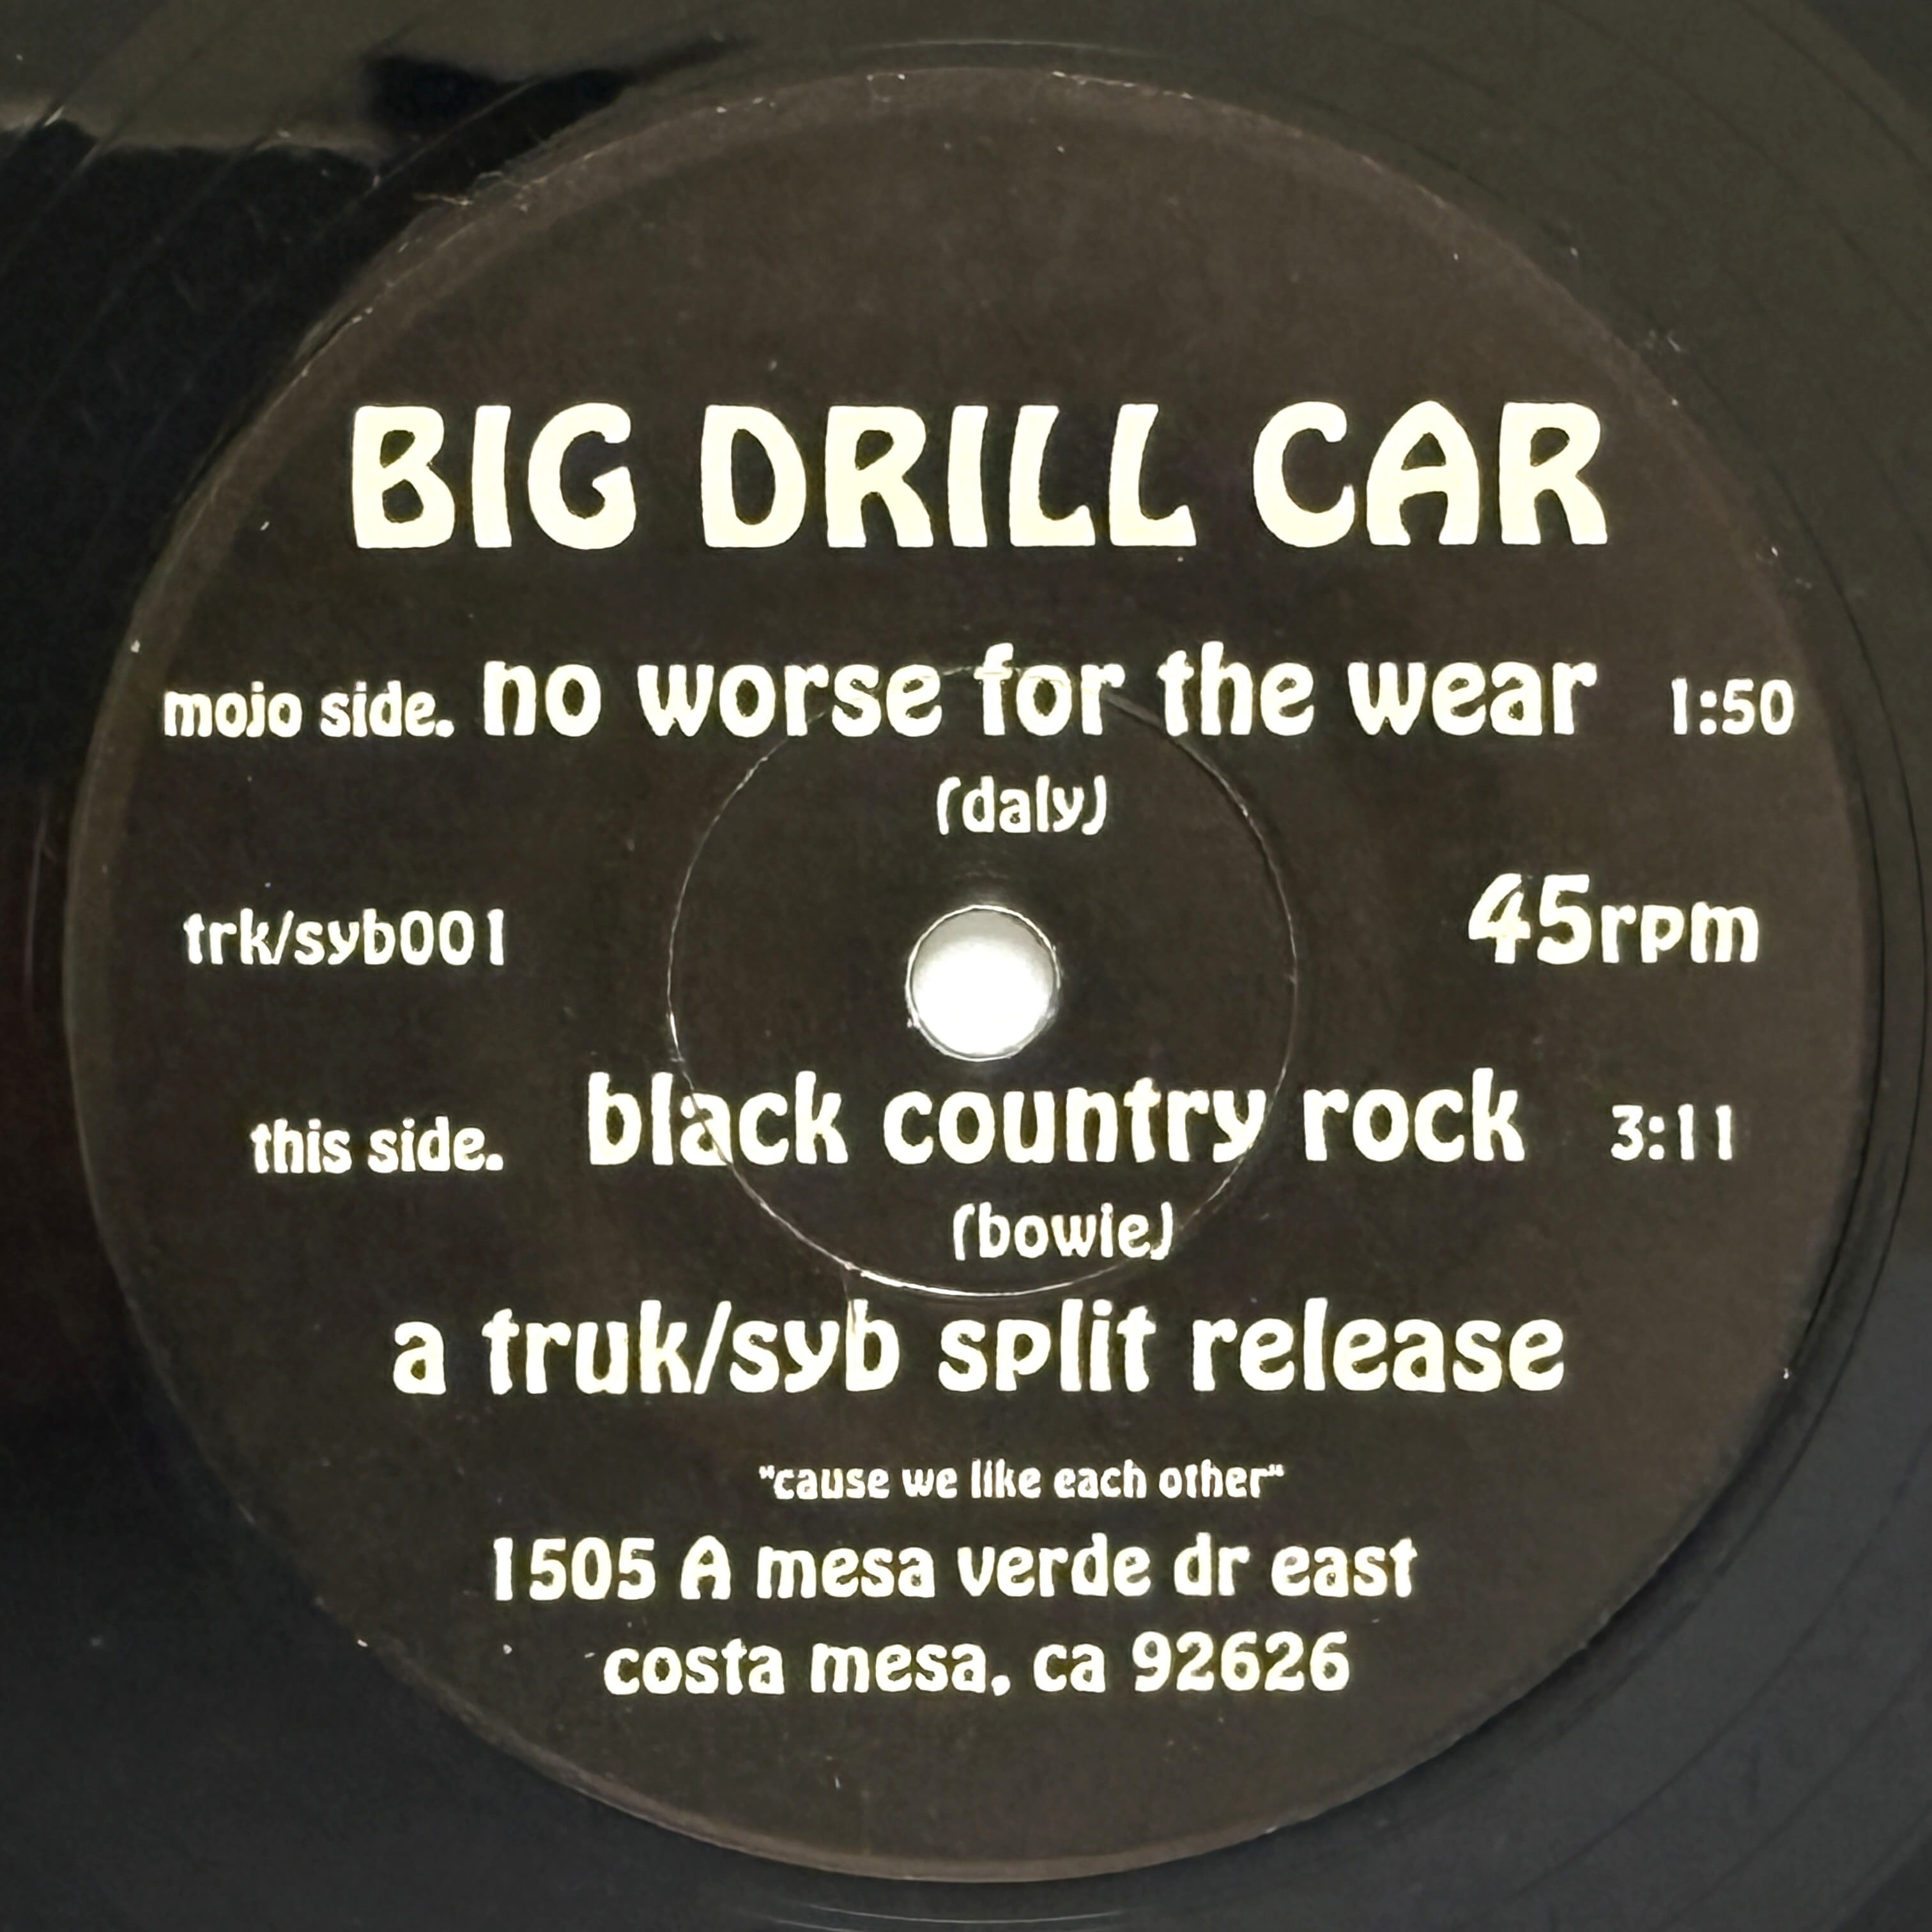 BIG DRILL CAR
mojo side. no worse for the wear 1:50
(daly)
trk/syb001 45rpm
this side. black country rock 3:11
(bowie)
a truk/syb split release
"cause we like each other"
1505 A mesa verde dr east
costa mesa, ca 92626